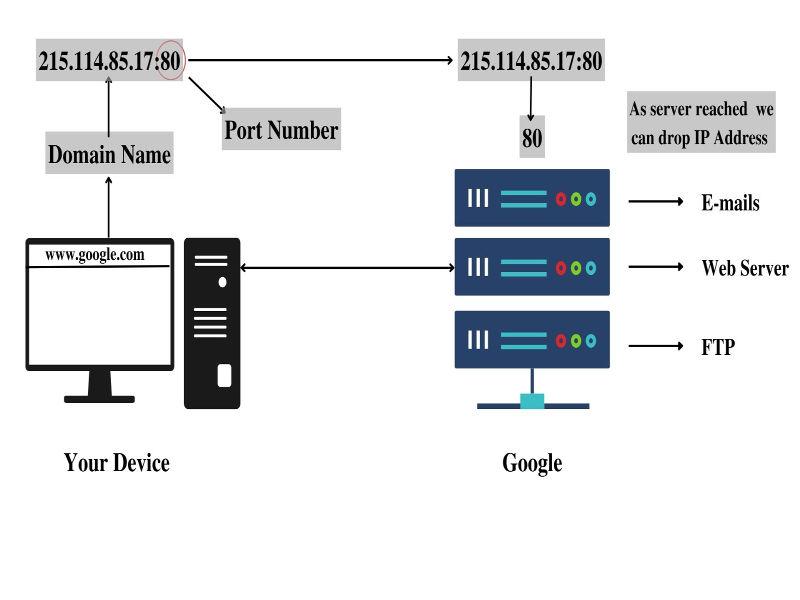 215.114.85.17:80
215.114.85.17:80
Port Number
Domain Name
80
As server reached we
can drop IP Address
www.google.com
E-mails
Web Server
FTP
Your Device
Google